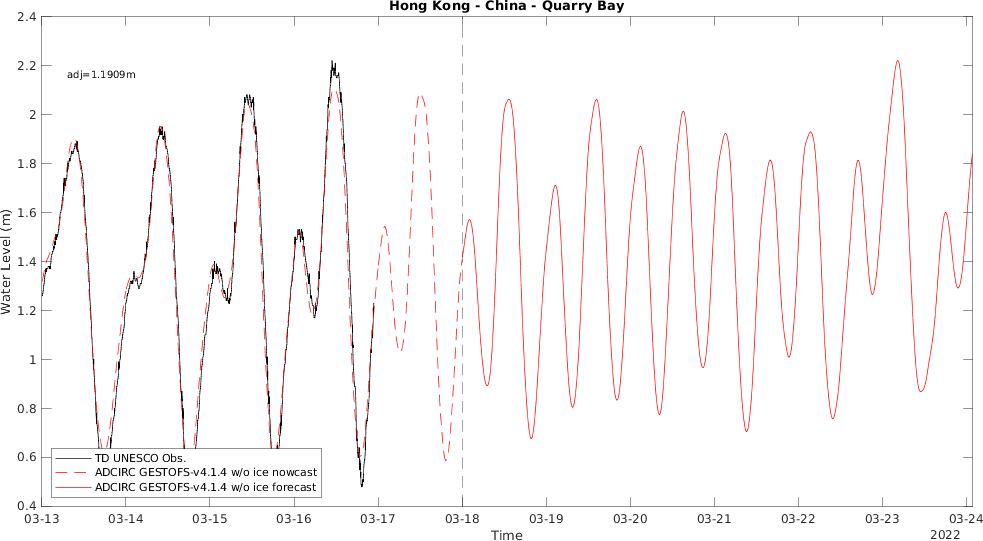 Hong Kong - China - Quarry Bay
2.4
2.2
2
1.8
1.6
1.4
1.2
1
0.8
0.6
0.4
Water Level (m)
adj=1.1909m
TD UNESCO Obs.
ADCIRC GESTOFS-v4.1.4 w/o ice nowcast
ADCIRC GESTOFS-v4.1.4 w/o ice forecast
03-13 03-14 03-15 03-16 03-17 03-18 03-19 03-20 03-21 03-22 03-23 03-24
Time
2022